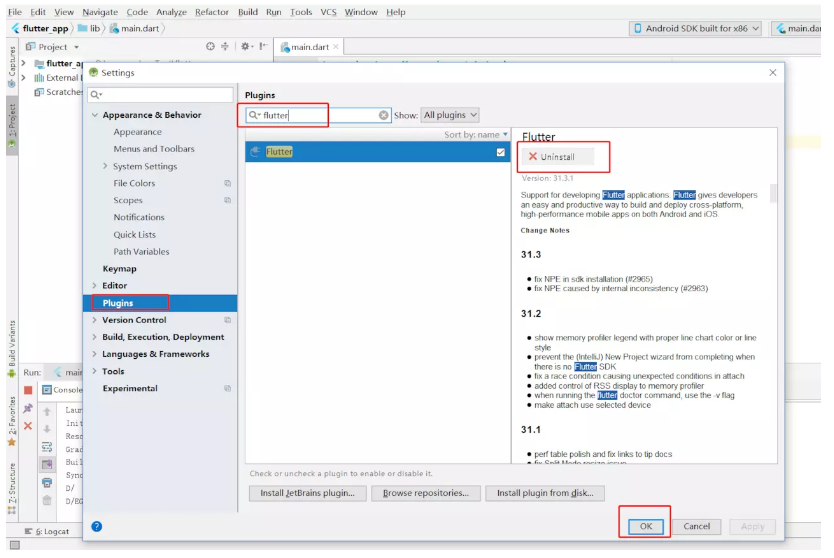 File Edit View Navigate Code Analyze Refactor Build Run Tools VCS Window Help
flutter_app lib main.dart
Android SDK built for x86
main.dar
Project
main.dart
flutter_ap
External L
Scratches
Captures
1: Project
Build Variants
2: Favorites
7: Structure
Settings
Appearance & Behavior
Appearance
Menus and Toolbars
System Settings
File Colors
Scopes
Notifications
Quick Lists
Path Variables
Keymap
Editor
Plugins
Version Control
Build, Execution, Deployment
Languages & Frameworks
Tools
Experimental
Plugins
flutter
Show: All plugins
Sort by: name
Flutter
Flutter
Uninstall
Version: 31.3.1
Support for developing Flutter applications. Flutter gives developers
an easy and productive way to build and deploy cross-platform,
high-performance mobile apps on both Android and iOS.
Change Notes
31.3
● fix NPE in sdk installation (#2965)
● fix NPE caused by internal inconsistency (#2963)
31.2
● show memory profiler legend with proper line chart color or line
style
● prevent the (IntelliJ) New Project wizard from completing when
there is no Flutter SDK
● fix a race condition causing unexpected conditions in attach
● added control of RSS display to memory profiler
● when running the flutter doctor command, use the -v flag
● make attach use selected device
31.1
● perf table polish and fix links to tip docs
● fix Split Mode resize issue
Check or uncheck a plugin to enable or disable it.
Install JetBrains plugin...
Browse repositories...
Install plugin from disk...
OK
Cancel
Apply
Run: main
Console
Laun
Init
Reso
Grad
Buil
Sync
D/
D/EG
6: Logcat